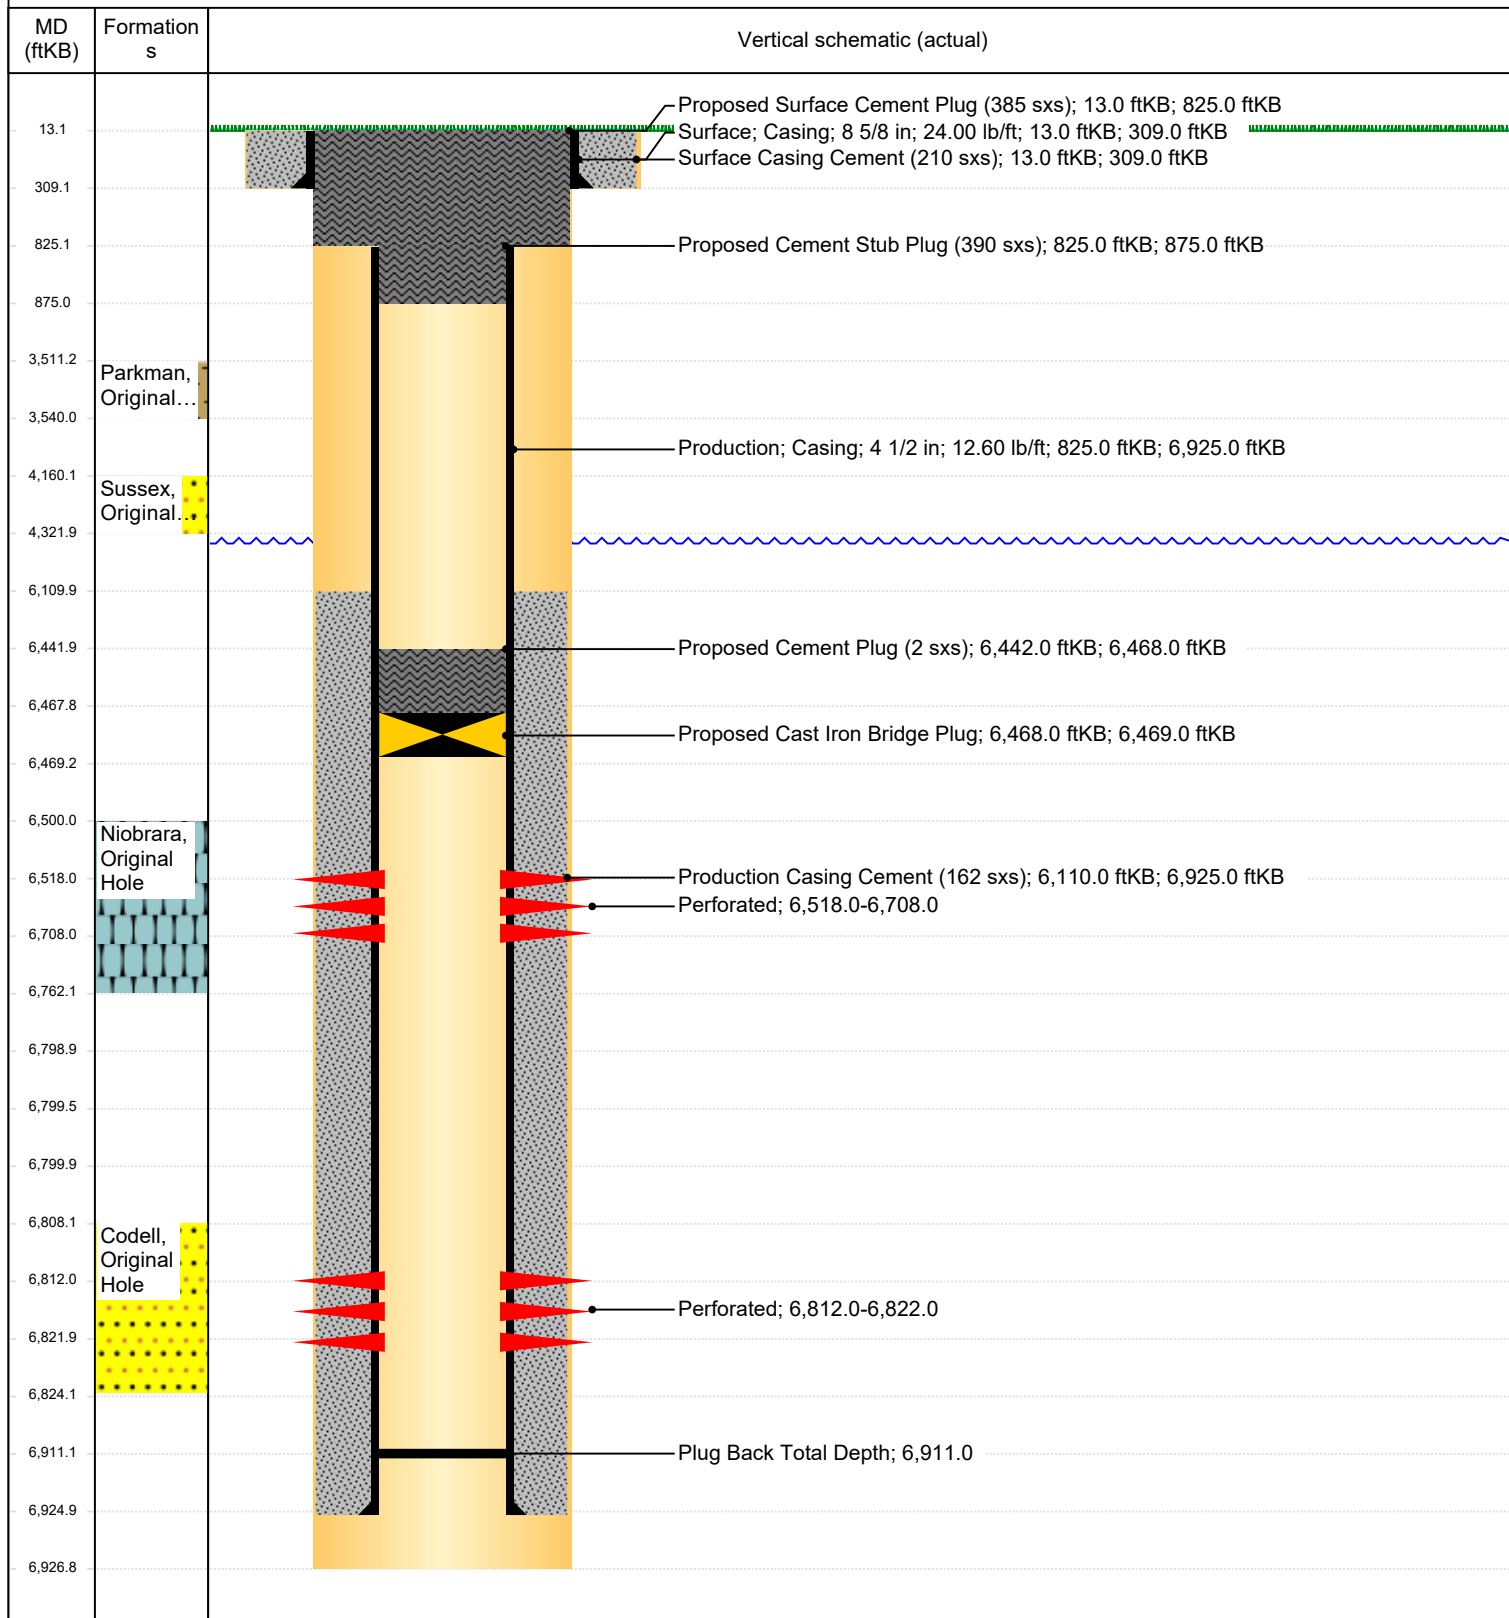 MD
(ftKB)
Formation
s
Vertical schematic (actual)
Proposed Surface Cement Plug (385 sxs); 13.0 ftKB; 825.0 ftKB
13.1
Surface; Casing; 8 5/8 in; 24.00 lb/ft; 13.0 ftKB; 309.0 ftKB
Surface Casing Cement (210 sxs); 13.0 ftKB; 309.0 ftKB
309.1
825.1
Proposed Cement Stub Plug (390 sxs); 825.0 ftKB; 875.0 ftKB
875.0
3,511.2
Parkman,
Original...
3,540.0
Production; Casing; 4 1/2 in; 12.60 lb/ft; 825.0 ftKB; 6,925.0 ftKB
4,160.1
Sussex,
Original...
4,321.9
6,109.9
6,441.9
Proposed Cement Plug (2 sxs); 6,442.0 ftKB; 6,468.0 ftKB
6,467.8
Proposed Cast Iron Bridge Plug; 6,468.0 ftKB; 6,469.0 ftKB
6,469.2
6,500.0
Niobrara,
Original
Hole
6,518.0
Production Casing Cement (162 sxs); 6,110.0 ftKB; 6,925.0 ftKB
Perforated; 6,518.0-6,708.0
6,708.0
6,762.1
6,798.9
6,799.5
6,799.9
6,808.1
Codell,
Original
Hole
6,812.0
Perforated; 6,812.0-6,822.0
6,821.9
6,824.1
6,911.1
Plug Back Total Depth; 6,911.0
6,924.9
6,926.8